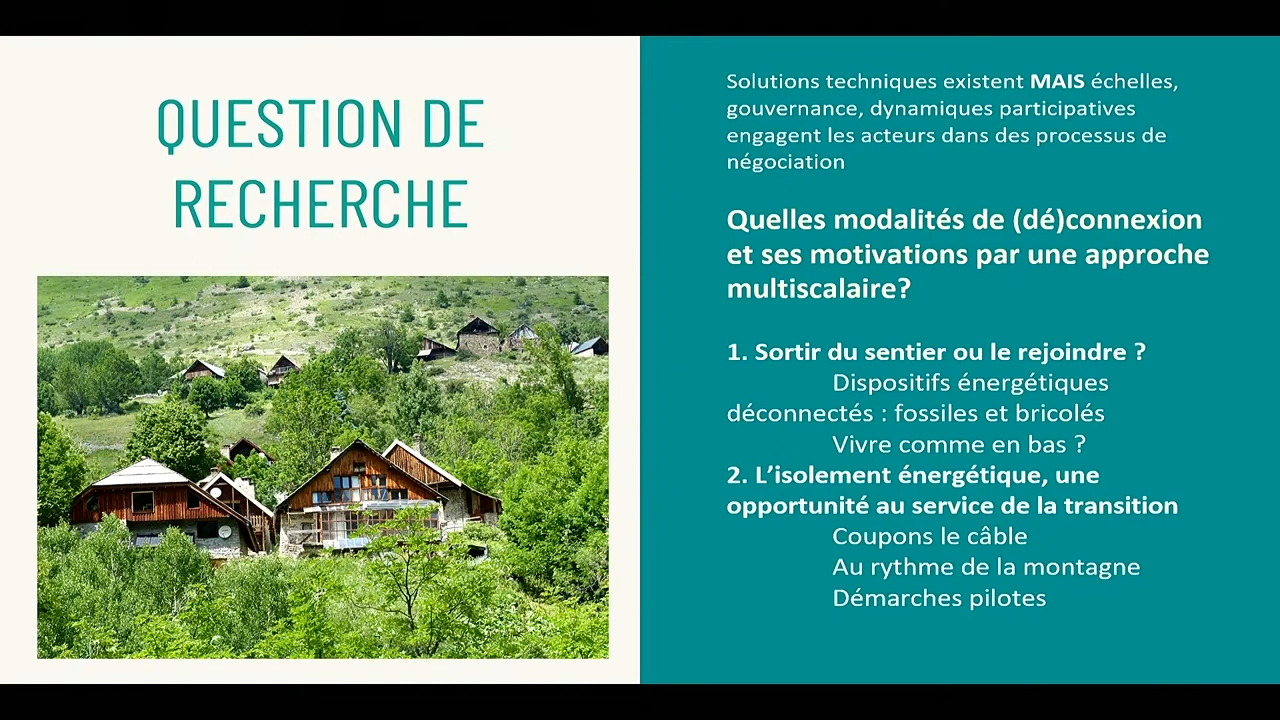 QUESTION DE
RECHERCHE
Solutions techniques existent MAIS échelles,
gouvernance, dynamiques participatives
engagent les acteurs dans des processus de
négociation
Quelles modalités de (dé)connexion
et ses motivations par une approche
multiscalaire?
1. Sortir du sentier ou le rejoindre ?
Dispositifs énergétiques
déconnectés : fossiles et bricolés
Vivre comme en bas ?
2. L’isolement énergétique, une
opportunité au service de la transition
Coupons le câble
Au rythme de la montagne
Démarches pilotes